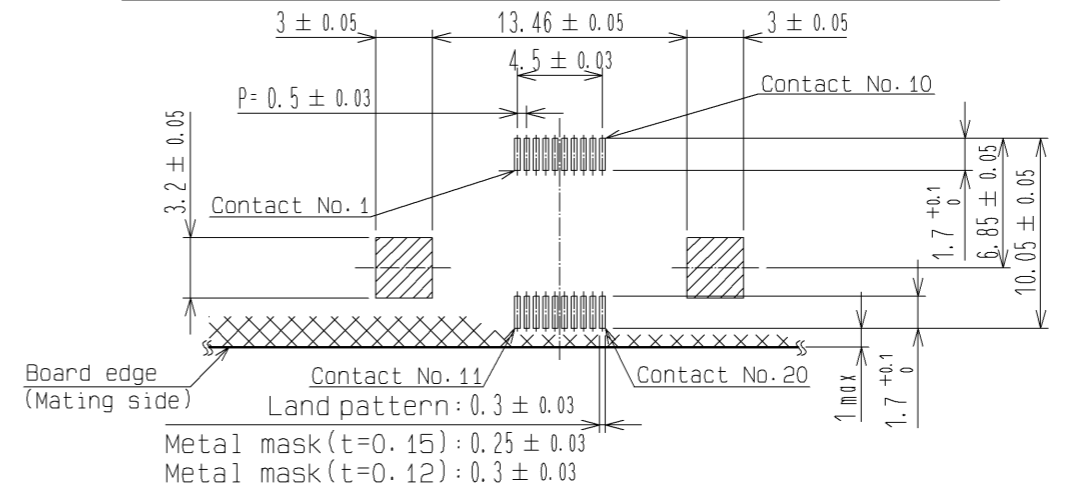 3 ± 0.05
13.46 ± 0.05
3 ± 0.05
4.5 ± 0.03
P= 0.5 ± 0.03
Contact No.10
3.2 ± 0.05
Contact No.1
1.7 +0.1 0
6.85 ± 0.05
10.05 ± 0.05
Board edge
(Mating side)
Contact No.11
Contact No.20
1max
1.7 +0.1 0
Land pattern:0.3 ± 0.03
Metal mask(t=0.15):0.25 ± 0.03
Metal mask(t=0.12):0.3 ± 0.03